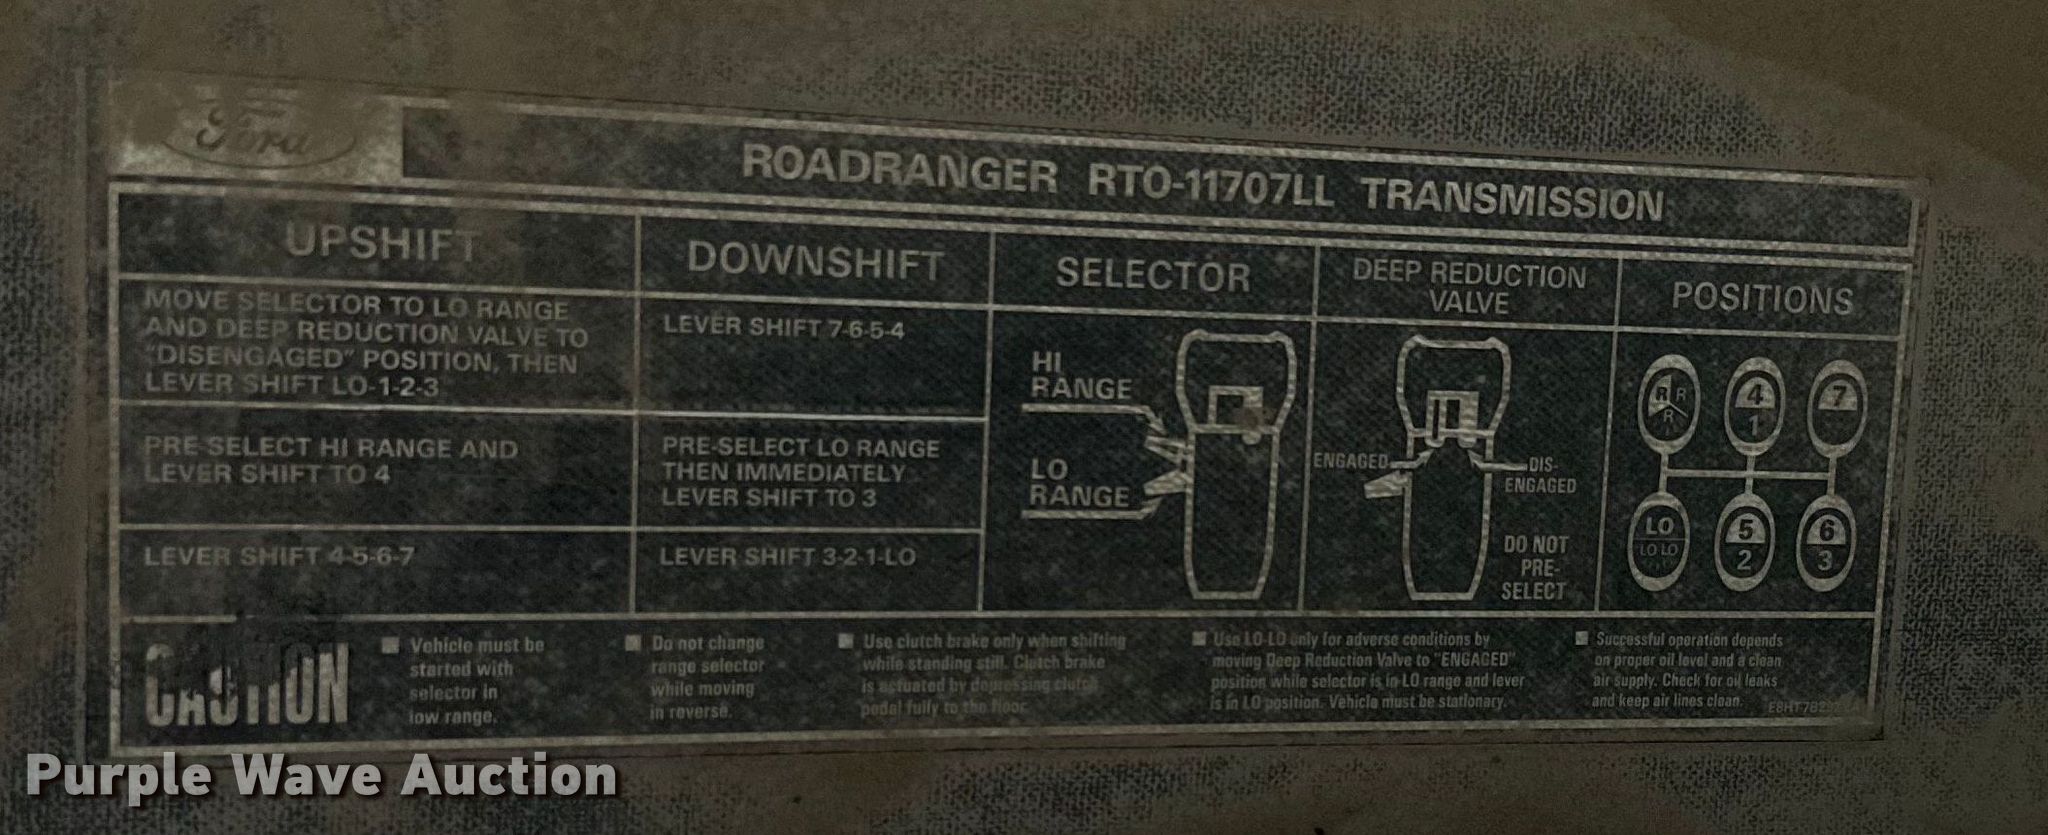 Ford
ROADRANGER RTO-11707LL TRANSMISSION
UPSHIFT
MOVE SELECTOR TO LO RANGE
AND DEEP REDUCTION VALVE TO
"DISENGAGED" POSITION, THEN
LEVER SHIFT LO-1-2-3
PRE-SELECT HI RANGE AND
LEVER SHIFT TO 4
LEVER SHIFT 4-5-6-7
DOWNSHIFT
LEVER SHIFT 7-6-5-4
PRE-SELECT LO RANGE
THEN IMMEDIATELY
LEVER SHIFT TO 3
LEVER SHIFT 3-2-1-LO
SELECTOR
HI
RANGE
LO
RANGE
DEEP REDUCTION
VALVE
ENGAGED
DIS-
ENGAGED
DO NOT
PRE-
SELECT
POSITIONS
R R
R
4
1
7
LO
LO LO
5
2
6
3
CAUTION
Vehicle must be
started with
selector in
low range.
Do not change
range selector
while moving
in reverse.
Use clutch brake only when shifting
while standing still. Clutch brake
is actuated by depressing clutch
pedal fully to the floor.
Use LO-LO only for adverse conditions by
moving Deep Reduction Valve to "ENGAGED"
position while selector is in LO range and lever
is in LO position. Vehicle must be stationary.
Successful operation depends
on proper oil level and a clean
air supply. Check for oil leaks
and keep air lines clean.
Purple Wave Auction